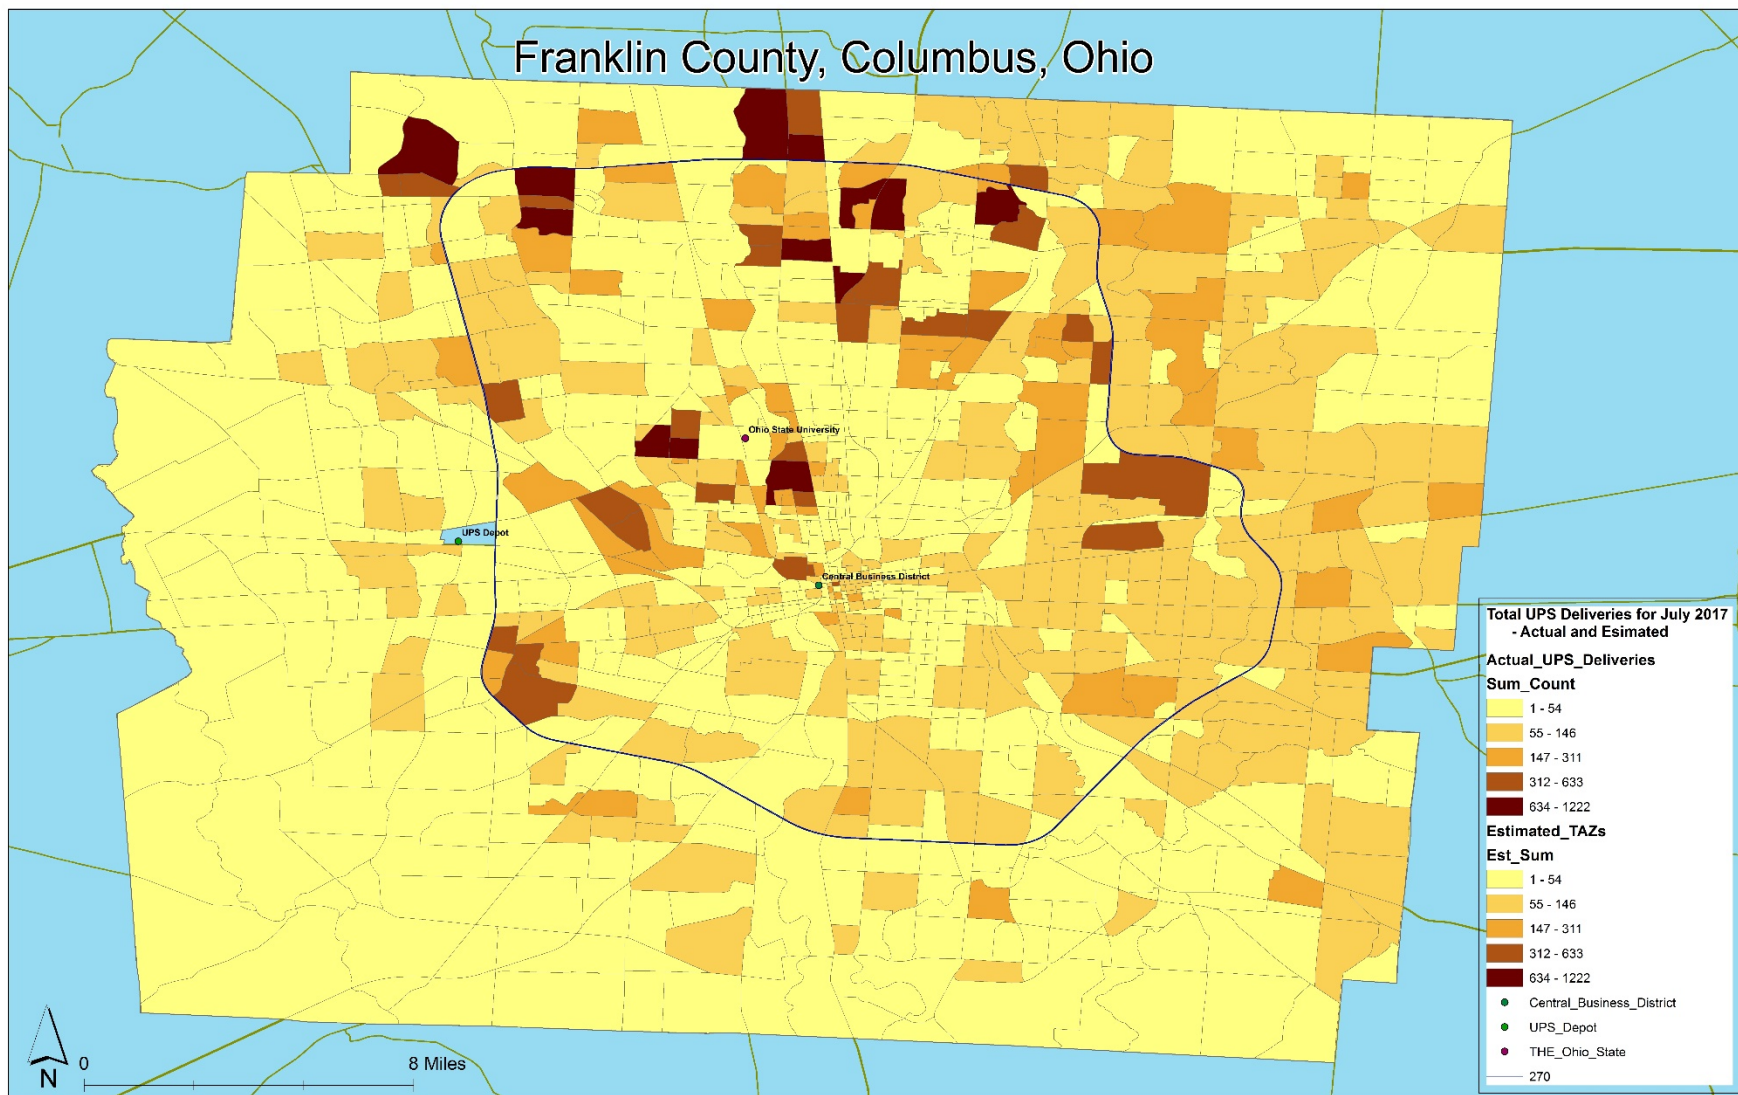 Franklin County, Columbus, Ohio
Ohio State University
UPS Depot
Central Business District
Total UPS Deliveries for July 2017
- Actual and Esimated
Actual_UPS_Deliveries
Sum_Count
1 - 54
55 - 146
147 - 311
312 - 633
634 - 1222
Estimated_TAZs
Est_Sum
1 - 54
55 - 146
147 - 311
312 - 633
634 - 1222
Central_Business_District
UPS_Depot
THE_Ohio_State
270
0 8 Miles
N